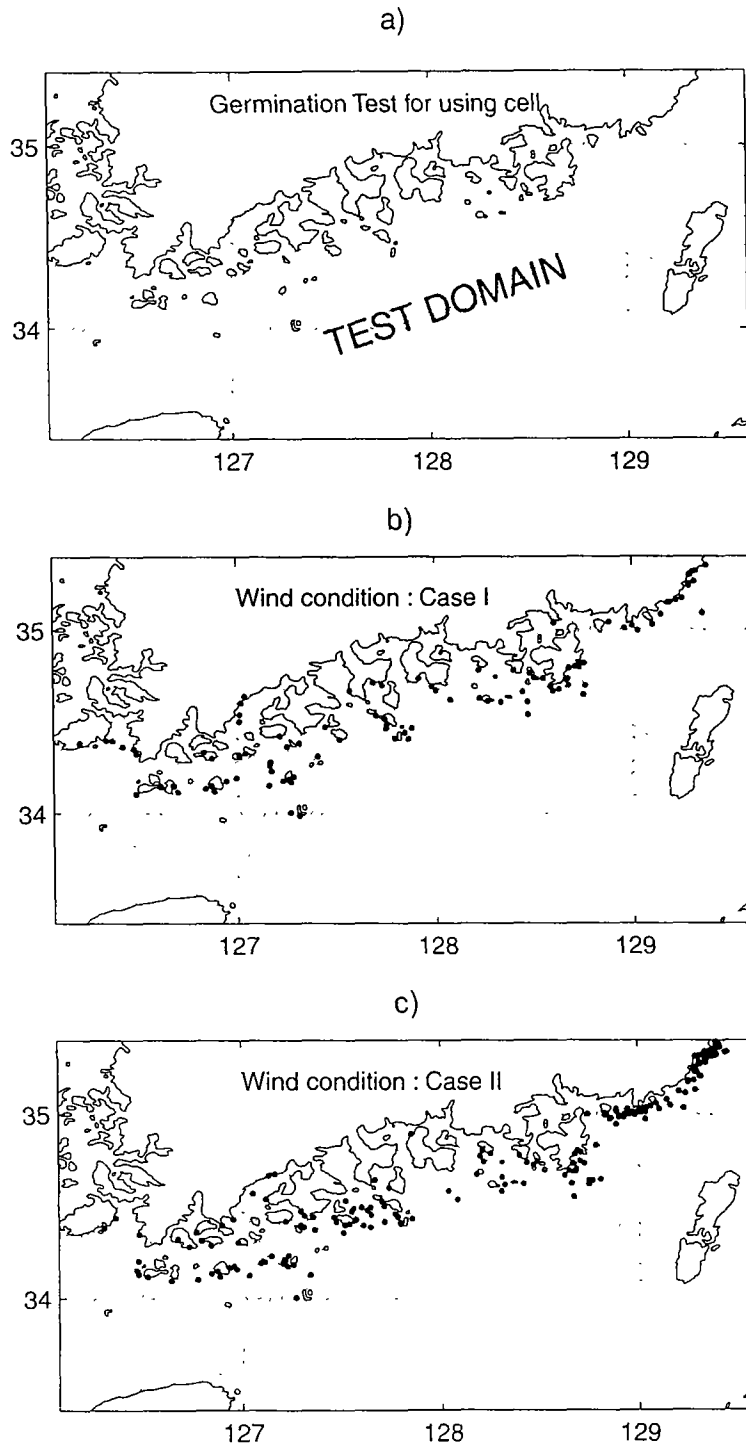 a)
Germination Test for using cell
35
TEST DOMAIN
34
127 128 129
b)
Wind condition : Case I
35
34
127 128 129
c)
Wind condition : Case II
35
34
127 128 129